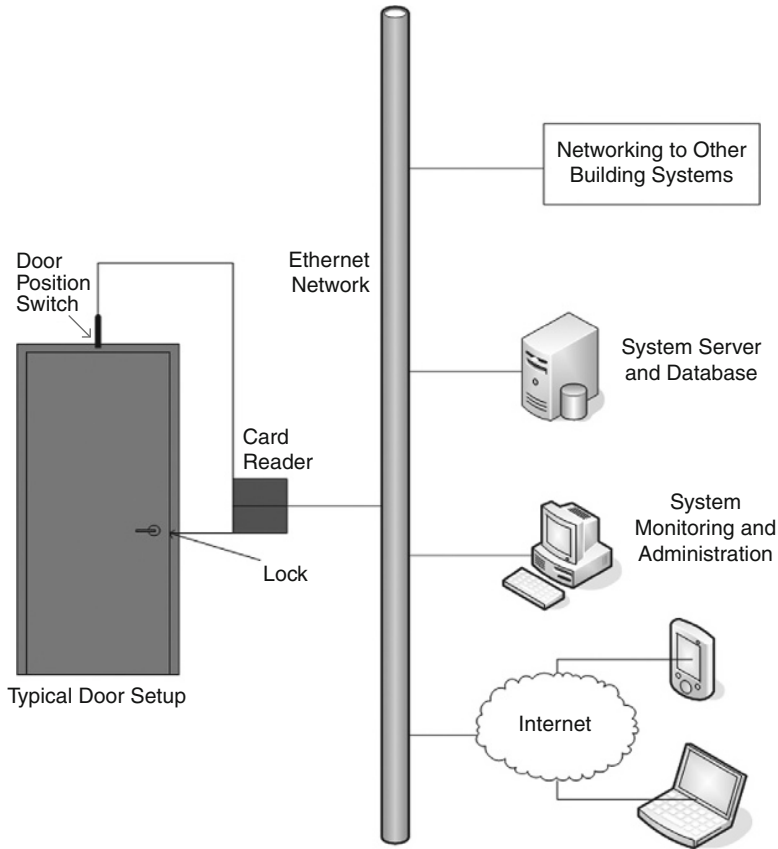 Networking to Other
Building Systems
Door
Position
Switch
Ethernet
Network
System Server
and Database
Card
Reader
System
Monitoring and
Administration
Lock
Typical Door Setup
Internet